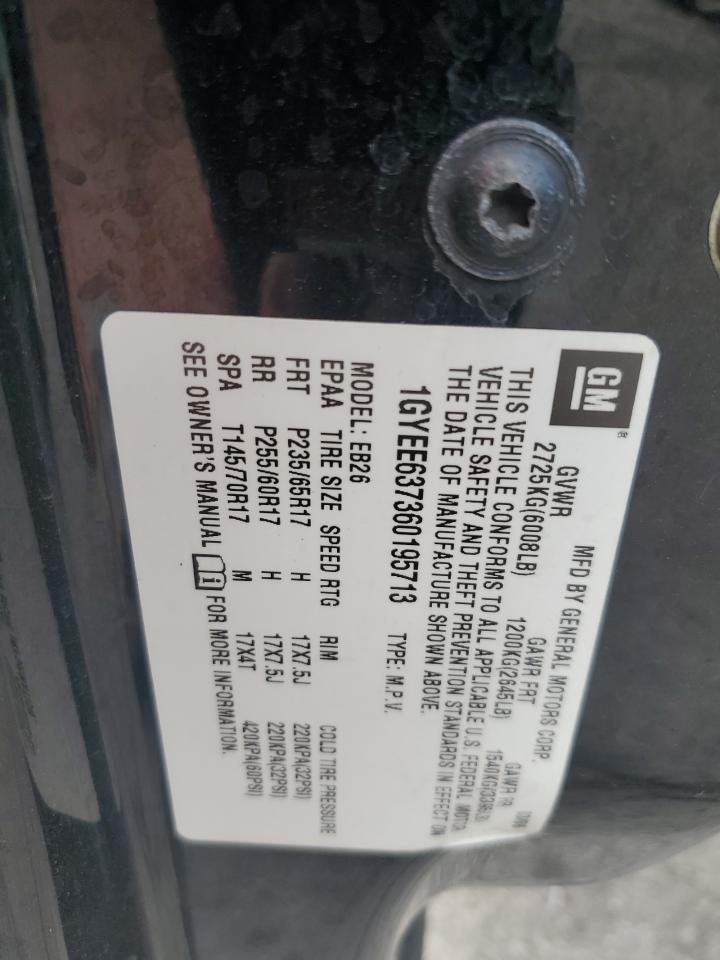 GM®
MFD BY GENERAL MOTORS CORP.
GVWR GAWR FRT GAWR RR
2725KG(6008LB) 1200KG(2645LB)
THIS VEHICLE CONFORMS TO ALL APPLICABLE U.S. FEDERAL MOTOR
VEHICLE SAFETY AND THEFT PREVENTION STANDARDS IN EFFECT ON
THE DATE OF MANUFACTURE SHOWN ABOVE.
1GYEE637360195713 TYPE: M.P.V.
MODEL: EB26
EPAA TIRE SIZE SPEED RTG RIM COLD TIRE PRESSURE
FRT P235/65R17 H 17X7.5J 220KPA(32PSI)
RR P255/60R17 H 17X7.5J 220KPA(32PSI)
SPA T145/70R17 M 17X4T 420KPA(60PSI)
SEE OWNER'S MANUAL FOR MORE INFORMATION.